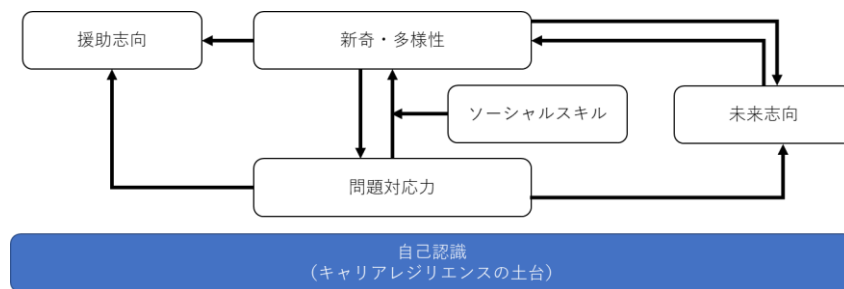 援助志向
新奇・多様性
ソーシャルスキル
未来志向
問題対応力
自己認識
（キャリアレジリエンスの土台）